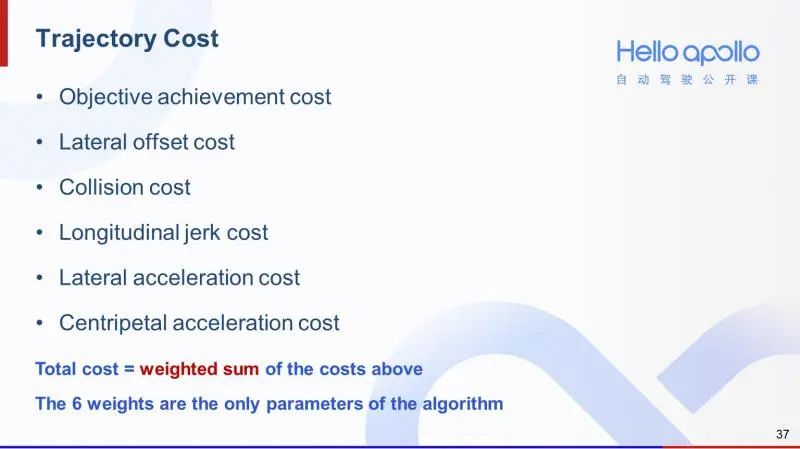 Trajectory Cost
Hello apollo
自动驾驶公开课
• Objective achievement cost
• Lateral offset cost
• Collision cost
• Longitudinal jerk cost
• Lateral acceleration cost
• Centripetal acceleration cost
Total cost = weighted sum of the costs above
The 6 weights are the only parameters of the algorithm
37